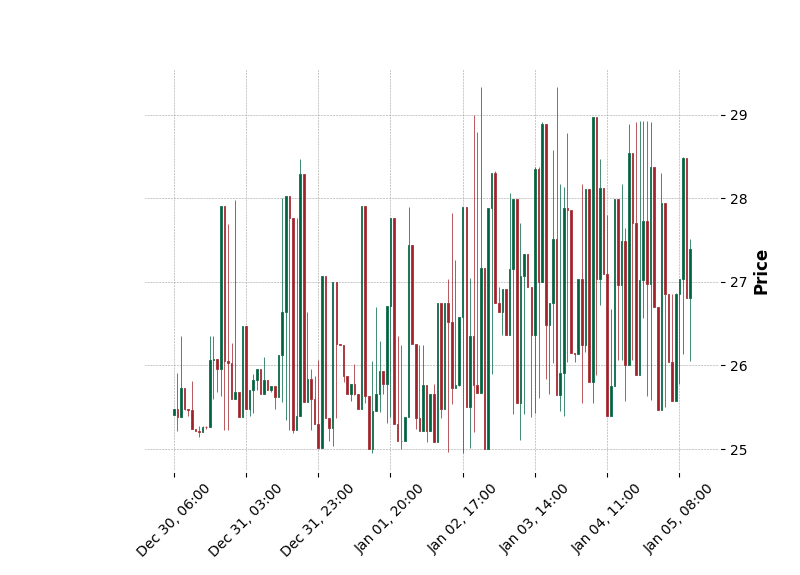 29
28
27
26
25
Price
Dec 30, 06:00
Dec 31, 03:00
Dec 31, 23:00
Jan 01, 20:00
Jan 02, 17:00
Jan 03, 14:00
Jan 04, 11:00
Jan 05, 08:00